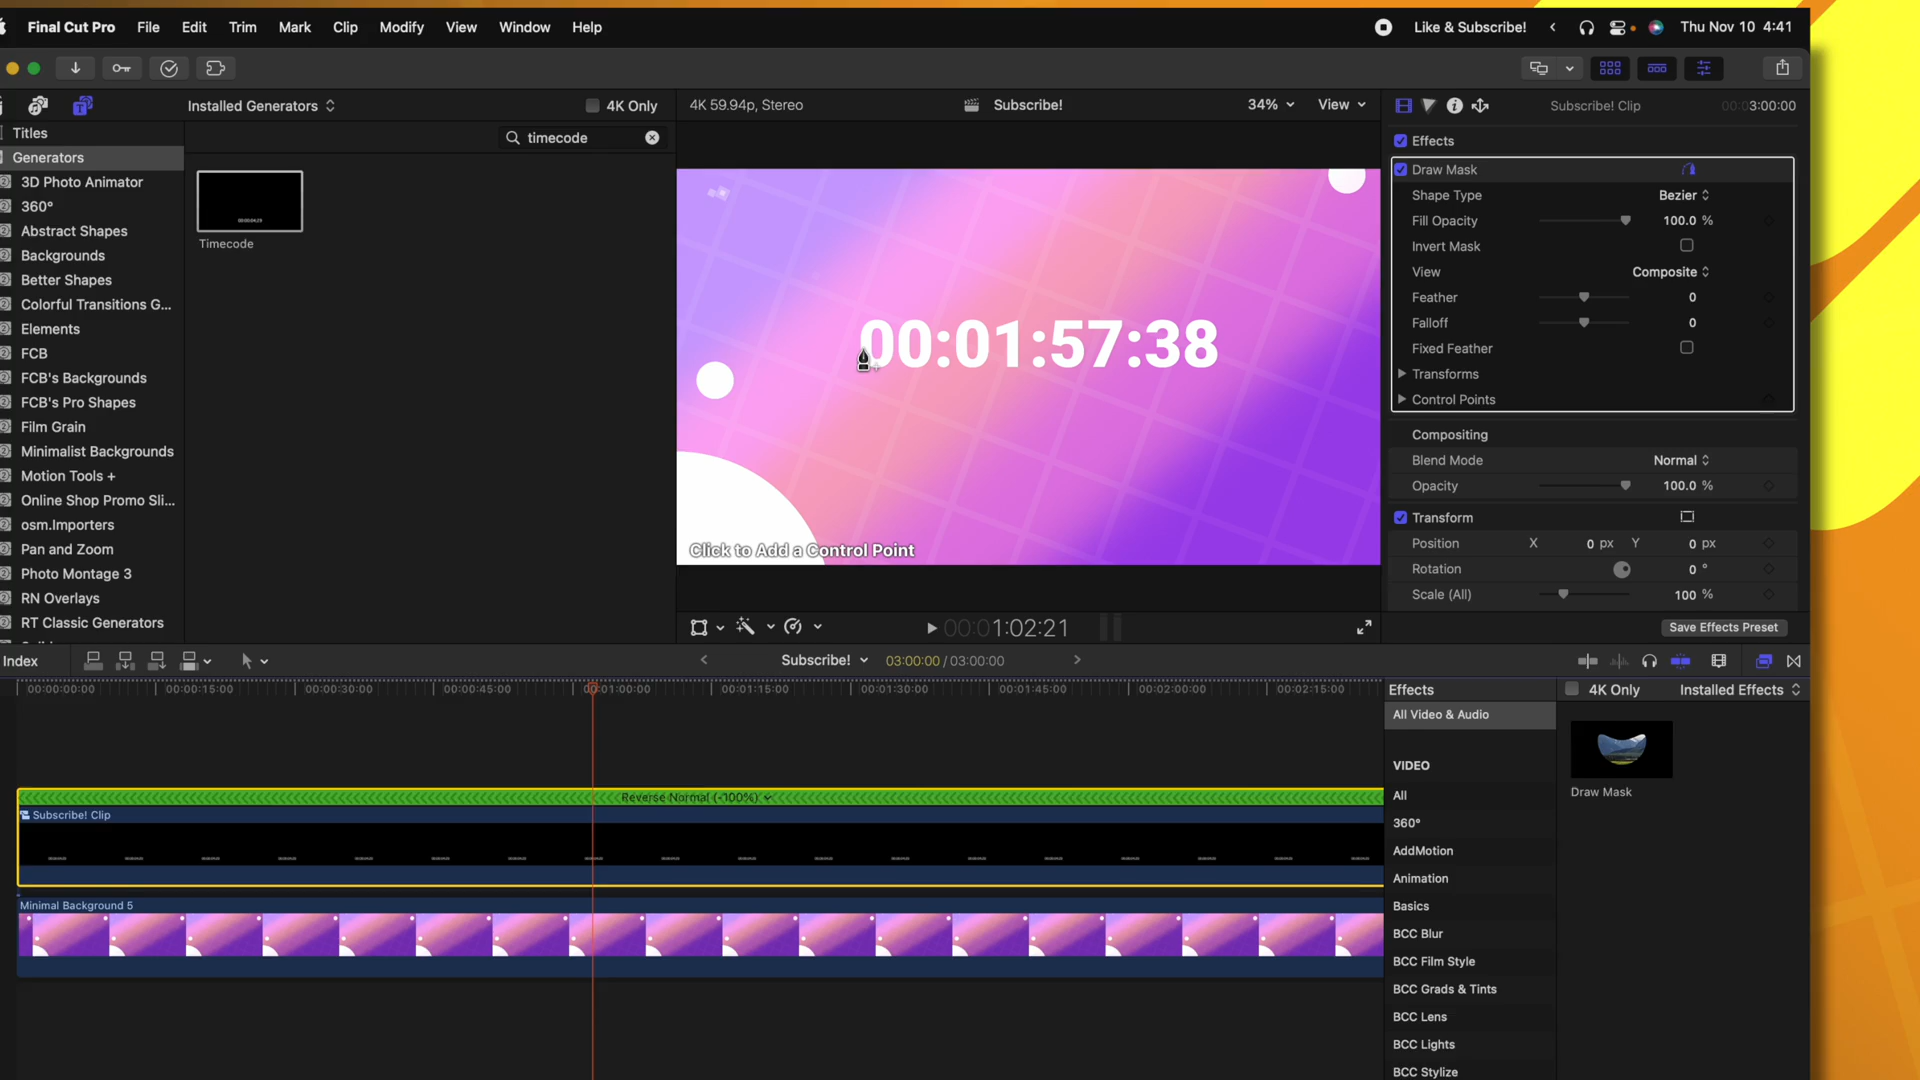 Final Cut Pro File Edit Trim Mark Clip Modify View Window Help Like & Subscribe! Thu Nov 10 4:41
Installed Generators 4K Only
timecode
Titles
Generators
3D Photo Animator
360°
Abstract Shapes
Backgrounds
Better Shapes
Colorful Transitions G...
Elements
FCB
FCB's Backgrounds
FCB's Pro Shapes
Film Grain
Minimalist Backgrounds
Motion Tools +
Online Shop Promo Sli...
osm.Importers
Pan and Zoom
Photo Montage 3
RN Overlays
RT Classic Generators
Timecode
4K 59.94p, Stereo Subscribe! 34% View
00:01:57:38
Click to Add a Control Point
00:01:02:21
Subscribe! Clip 00:03:00:00
Effects
Draw Mask
Shape Type Bezier
Fill Opacity 100.0 %
Invert Mask
View Composite
Feather 0
Falloff 0
Fixed Feather
Transforms
Control Points
Compositing
Blend Mode Normal
Opacity 100.0 %
Transform
Position X 0 px Y 0 px
Rotation 0 °
Scale (All) 100 %
Save Effects Preset
Index Subscribe! 03:00:00 / 03:00:00
00:00:00:00 00:00:15:00 00:00:30:00 00:00:45:00 00:01:00:00 00:01:15:00 00:01:30:00 00:01:45:00 00:02:00:00 00:02:15:00
Reverse Normal (-100%)
Subscribe! Clip
Minimal Background 5
Effects 4K Only Installed Effects
All Video & Audio
VIDEO
All
360°
AddMotion
Animation
Basics
BCC Blur
BCC Film Style
BCC Grads & Tints
BCC Lens
BCC Lights
BCC Stylize
Draw Mask